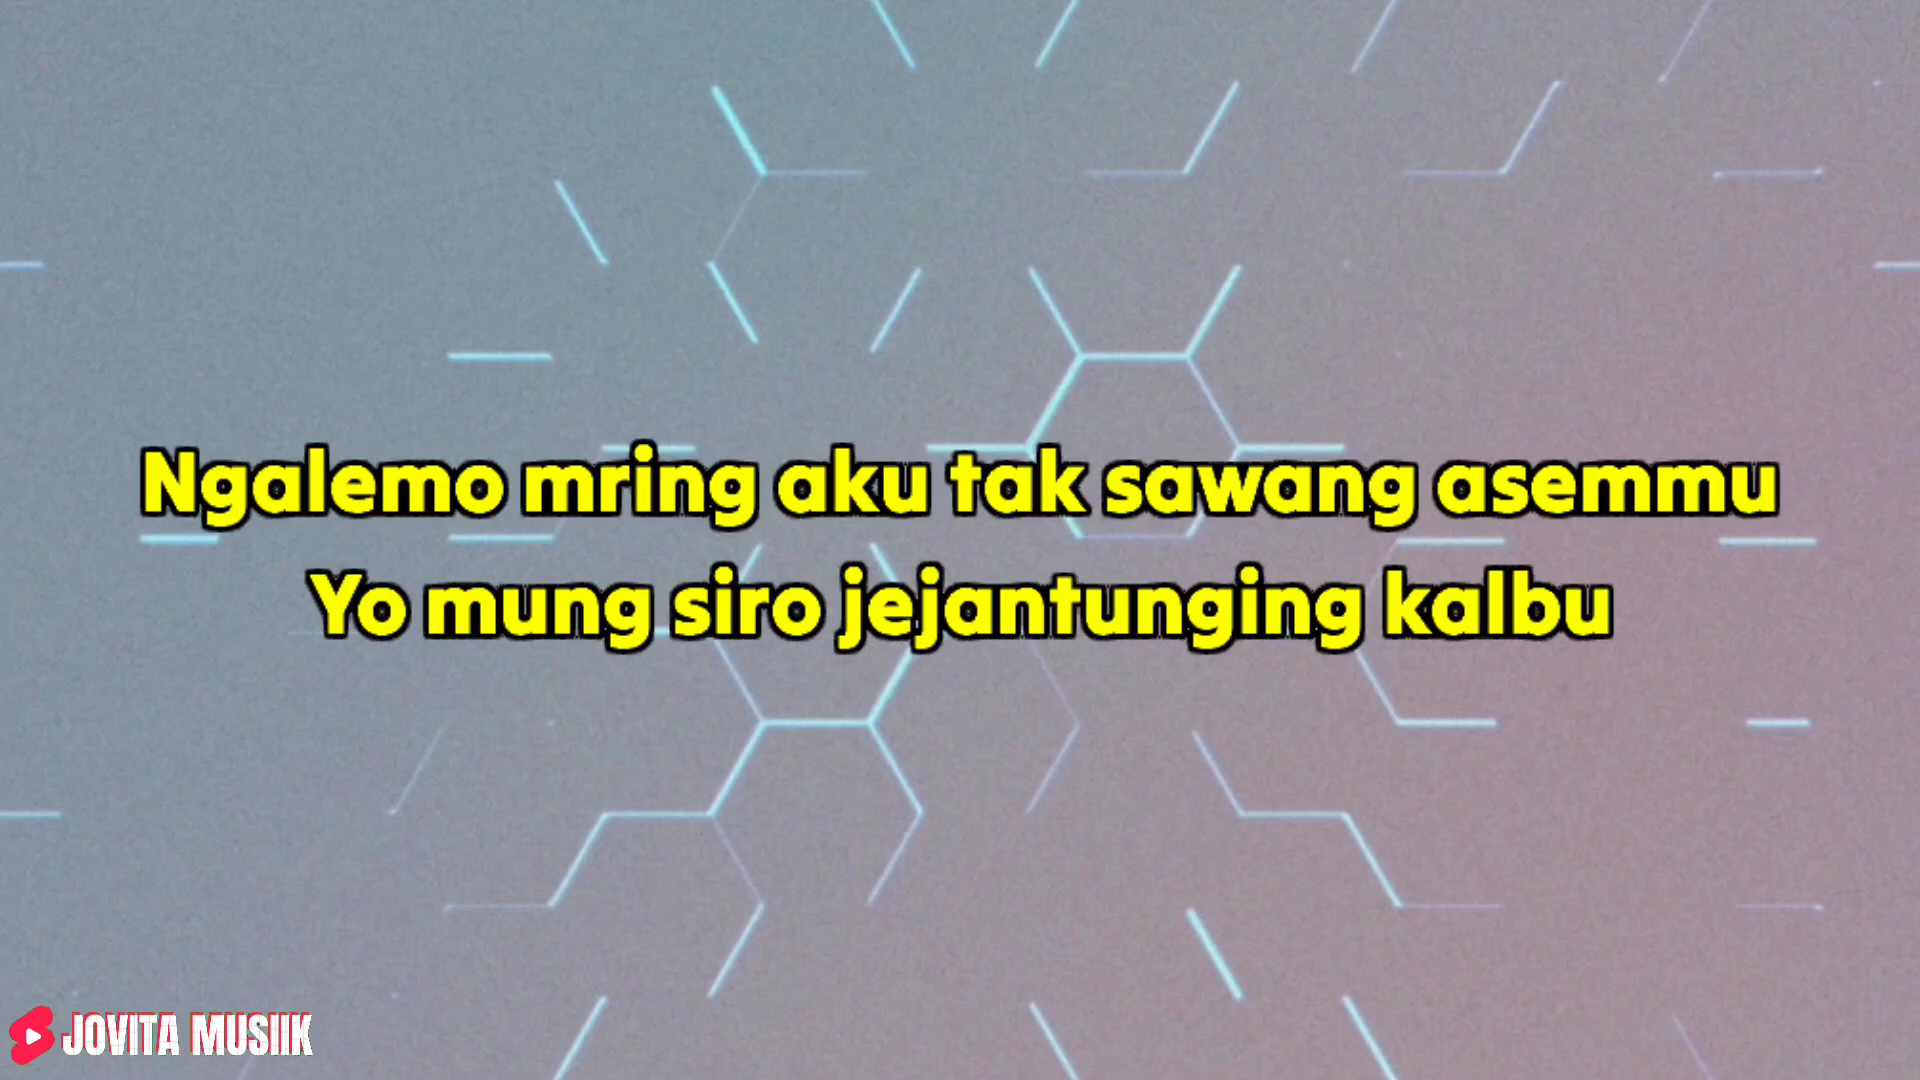 Ngalemo mring aku tak sawang asemmu
Yo mung siro jejantunging kalbu
JOVITA MUSIIK